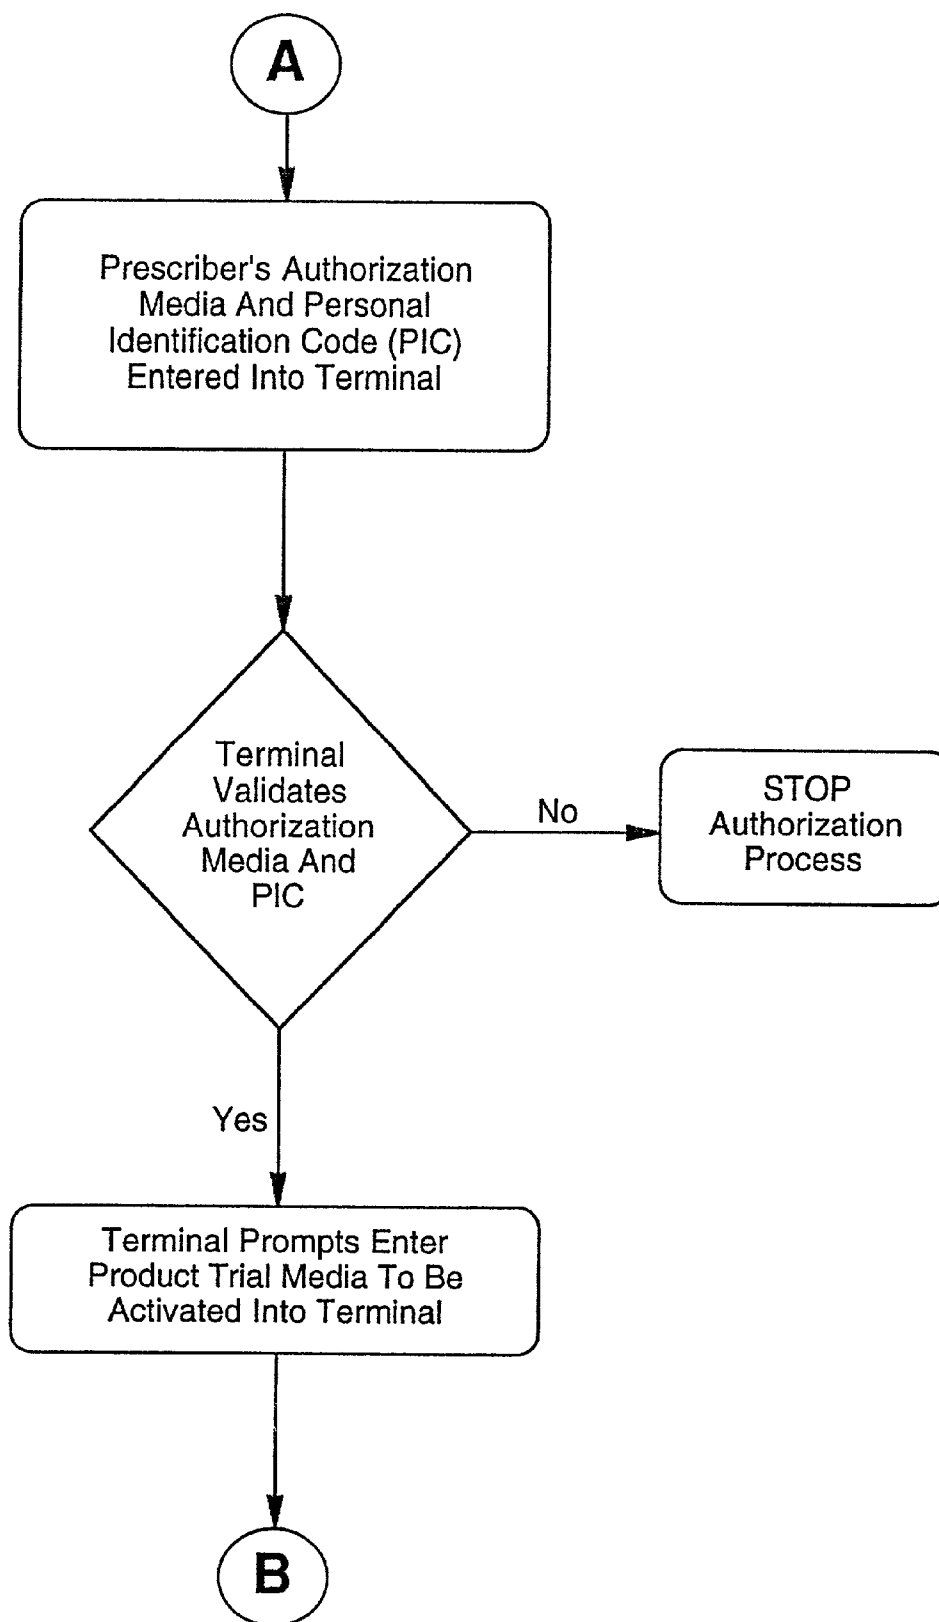 A
Prescriber's Authorization
Media And Personal
Identification Code (PIC)
Entered Into Terminal
Terminal
Validates
Authorization
Media And
PIC
No
STOP
Authorization
Process
Yes
Terminal Prompts Enter
Product Trial Media To Be
Activated Into Terminal
B